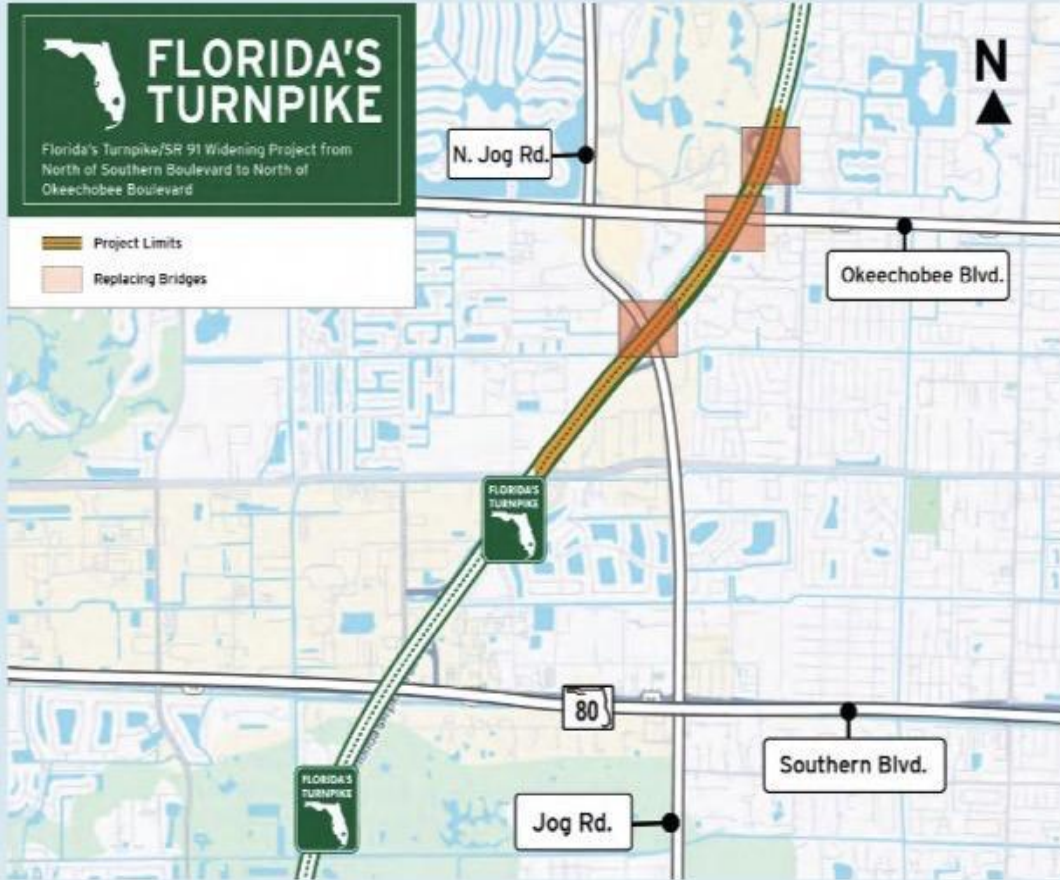 FLORIDA'S
TURNPIKE
Florida's Turnpike/SR 91 Widening Project from
North of Southern Boulevard to North of
Okeechobee Boulevard
Project Limits
Replacing Bridges
N
N. Jog Rd.
Okeechobee Blvd.
FLORIDA'S
TURNPIKE
80
Southern Blvd.
FLORIDA'S
TURNPIKE
Jog Rd.